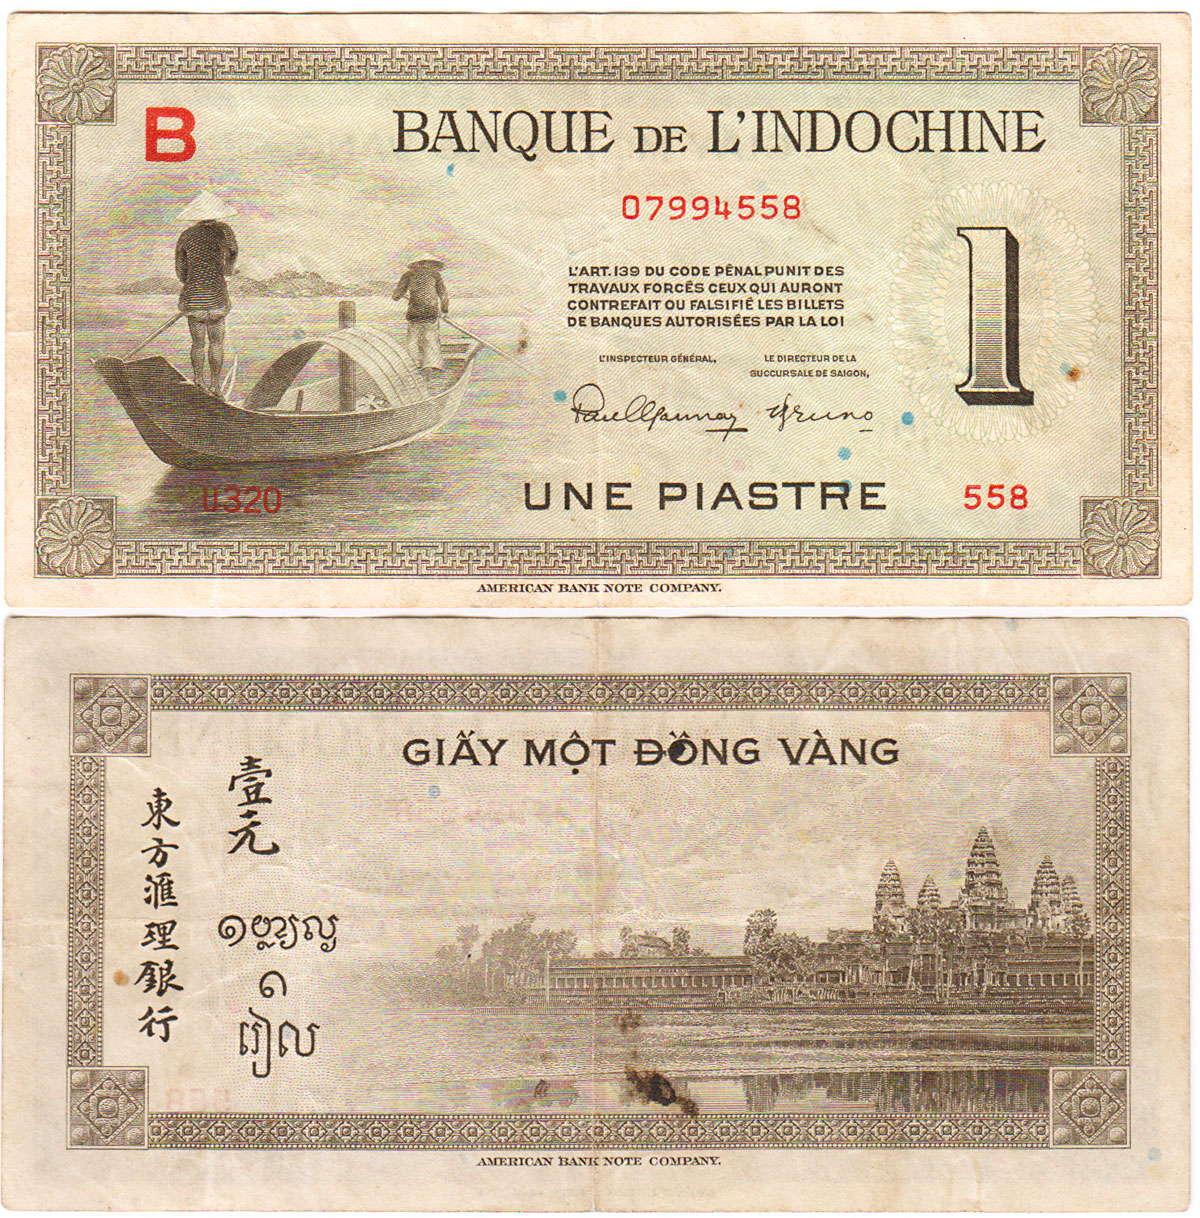 B
BANQUE DE L'INDOCHINE
07994558
L'ART. 139 DU CODE PÉNAL PUNIT DES
TRAVAUX FORCÉS CEUX QUI AURONT
CONTREFAIT OU FALSIFIÉ LES BILLETS
DE BANQUES AUTORISÉES PAR LA LOI
L'INSPECTEUR GÉNÉRAL,
LE DIRECTEUR DE LA
SUCCURSALE DE SAIGON,
1
U320
UNE PIASTRE
558
AMERICAN BANK NOTE COMPANY.
GIẤY MỘT ĐỒNG VÀNG
壹元
東方滙理銀行
១
រៀល
AMERICAN BANK NOTE COMPANY.